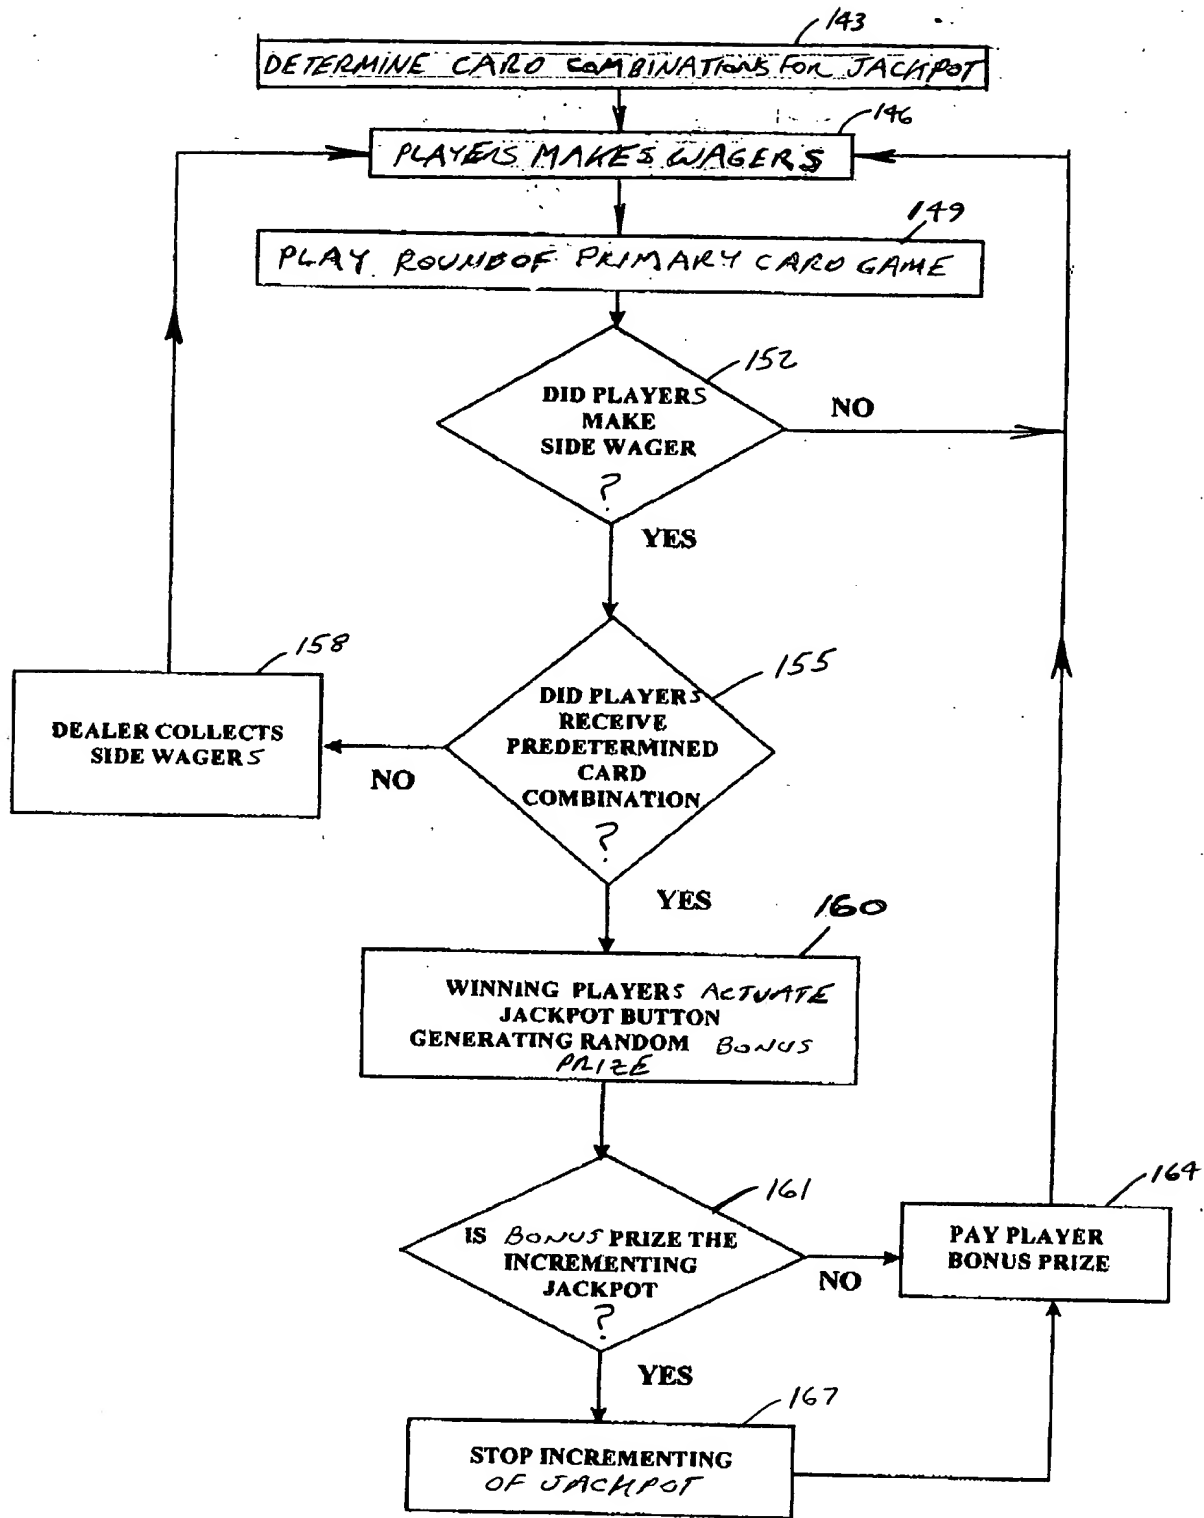 143
DETERMINE CARD COMBINATIONS FOR JACKPOT
146
PLAYERS MAKES WAGERS
149
PLAY ROUND OF PRIMARY CARD GAME
152
DID PLAYERS
MAKE
SIDE WAGER
?
NO
YES
158
DEALER COLLECTS
SIDE WAGERS
155
DID PLAYERS
RECEIVE
PREDETERMINED
CARD
COMBINATION
?
NO
YES
160
WINNING PLAYERS ACTUATE
JACKPOT BUTTON
GENERATING RANDOM BONUS
PRIZE
161
IS BONUS PRIZE THE
INCREMENTING
JACKPOT
?
NO
YES
164
PAY PLAYER
BONUS PRIZE
167
STOP INCREMENTING
OF JACKPOT